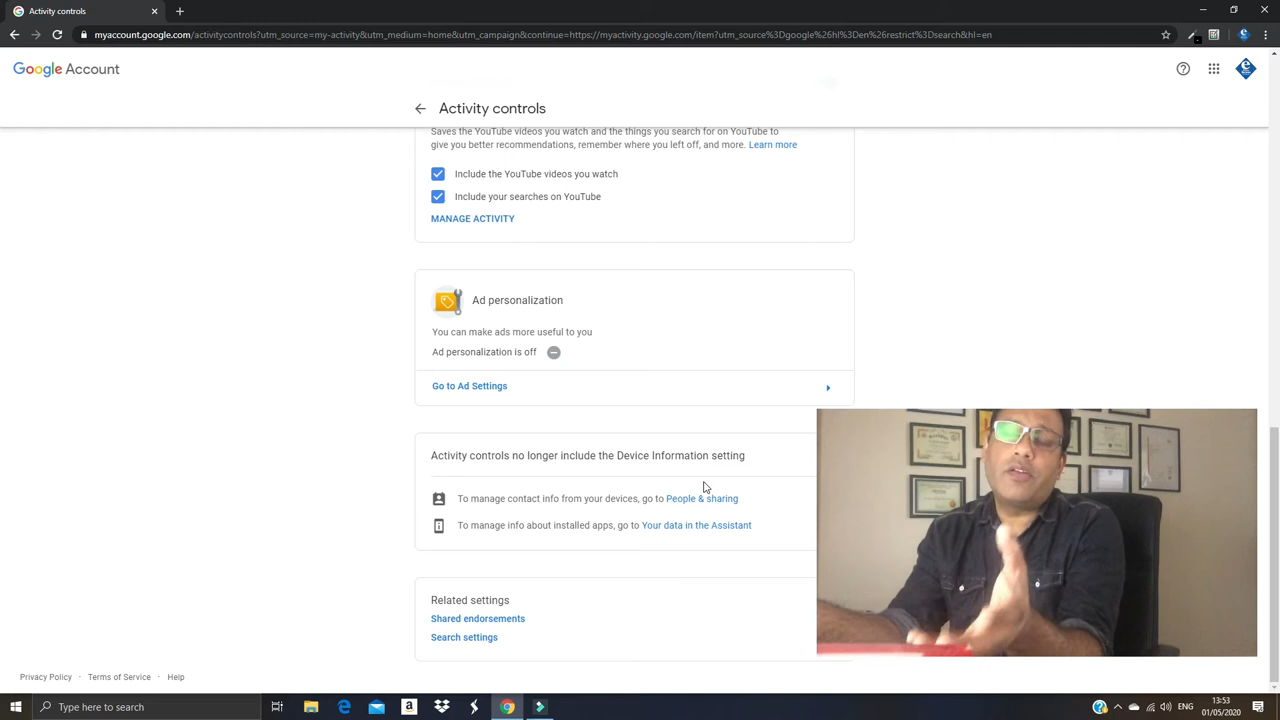 Activity controls
myaccount.google.com/activitycontrols?utm_source=my-activity&utm_medium=home&utm_campaign&continue=https://myactivity.google.com/item?utm_source%3Dgoogle%26hl%3Den%26restrict%3Dsearch&hl=en
Google Account
Activity controls
Saves the YouTube videos you watch and the things you search for on YouTube to
give you better recommendations, remember where you left off, and more. Learn more
Include the YouTube videos you watch
Include your searches on YouTube
MANAGE ACTIVITY
Ad personalization
You can make ads more useful to you
Ad personalization is off
Go to Ad Settings
Activity controls no longer include the Device Information setting
To manage contact info from your devices, go to People & sharing
To manage info about installed apps, go to Your data in the Assistant
Related settings
Shared endorsements
Search settings
Privacy Policy · Terms of Service · Help
Type here to search
13:53
01/05/2020